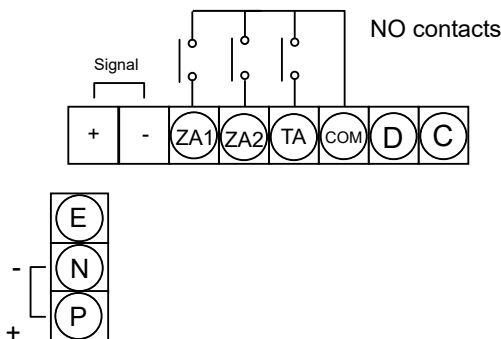 NO contacts
Signal
+ - ZA1 ZA2 TA COM D C
E
- N
+ P